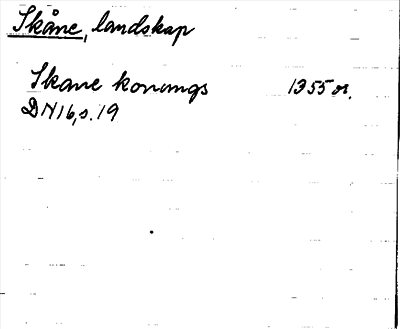 Skåne, landskap
Skane konungs 1355 or.
DN16, s. 19